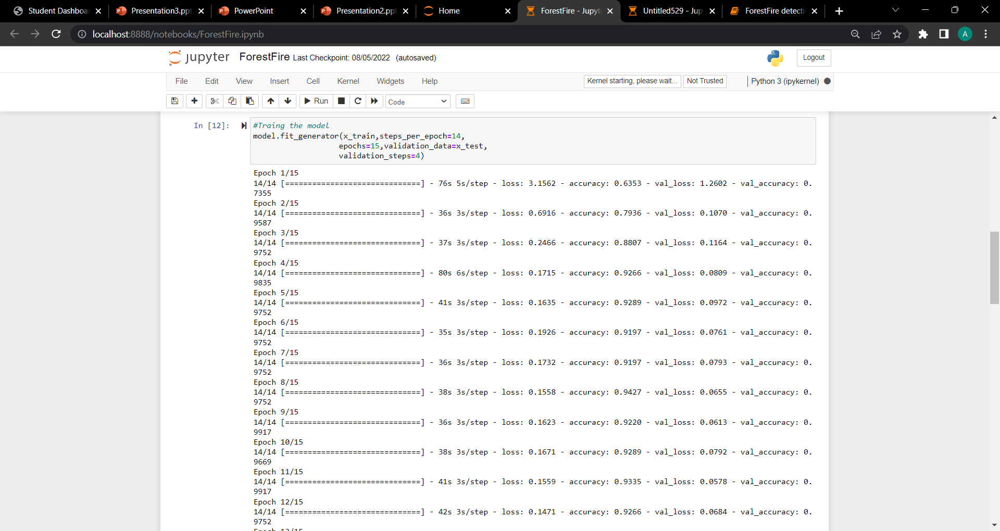 Student Dashboa
Presentation3.ppt
PowerPoint
Presentation2.ppt
Home
ForestFire - Jupyt
Untitled529 - Jup
ForestFire detecti
localhost:8888/notebooks/ForestFire.ipynb
A
jupyter ForestFire Last Checkpoint: 08/05/2022 (autosaved)
Logout
File Edit View Insert Cell Kernel Widgets Help
Kernel starting, please wait... Not Trusted Python 3 (ipykernel)
Run Code
In [12]: #Traing the model
model.fit_generator(x_train,steps_per_epoch=14,
epochs=15,validation_data=x_test,
validation_steps=4)
Epoch 1/15
14/14 [==============================] - 76s 5s/step - loss: 3.1562 - accuracy: 0.6353 - val_loss: 1.2602 - val_accuracy: 0.
7355
Epoch 2/15
14/14 [==============================] - 36s 3s/step - loss: 0.6916 - accuracy: 0.7936 - val_loss: 0.1070 - val_accuracy: 0.
9587
Epoch 3/15
14/14 [==============================] - 37s 3s/step - loss: 0.2466 - accuracy: 0.8807 - val_loss: 0.1164 - val_accuracy: 0.
9752
Epoch 4/15
14/14 [==============================] - 80s 6s/step - loss: 0.1715 - accuracy: 0.9266 - val_loss: 0.0809 - val_accuracy: 0.
9835
Epoch 5/15
14/14 [==============================] - 41s 3s/step - loss: 0.1635 - accuracy: 0.9289 - val_loss: 0.0972 - val_accuracy: 0.
9752
Epoch 6/15
14/14 [==============================] - 35s 3s/step - loss: 0.1926 - accuracy: 0.9197 - val_loss: 0.0761 - val_accuracy: 0.
9752
Epoch 7/15
14/14 [==============================] - 36s 3s/step - loss: 0.1732 - accuracy: 0.9197 - val_loss: 0.0793 - val_accuracy: 0.
9752
Epoch 8/15
14/14 [==============================] - 38s 3s/step - loss: 0.1558 - accuracy: 0.9427 - val_loss: 0.0655 - val_accuracy: 0.
9752
Epoch 9/15
14/14 [==============================] - 36s 3s/step - loss: 0.1623 - accuracy: 0.9220 - val_loss: 0.0613 - val_accuracy: 0.
9917
Epoch 10/15
14/14 [==============================] - 38s 3s/step - loss: 0.1671 - accuracy: 0.9289 - val_loss: 0.0792 - val_accuracy: 0.
9669
Epoch 11/15
14/14 [==============================] - 41s 3s/step - loss: 0.1559 - accuracy: 0.9335 - val_loss: 0.0578 - val_accuracy: 0.
9917
Epoch 12/15
14/14 [==============================] - 42s 3s/step - loss: 0.1471 - accuracy: 0.9266 - val_loss: 0.0684 - val_accuracy: 0.
9752
Epoch 13/15